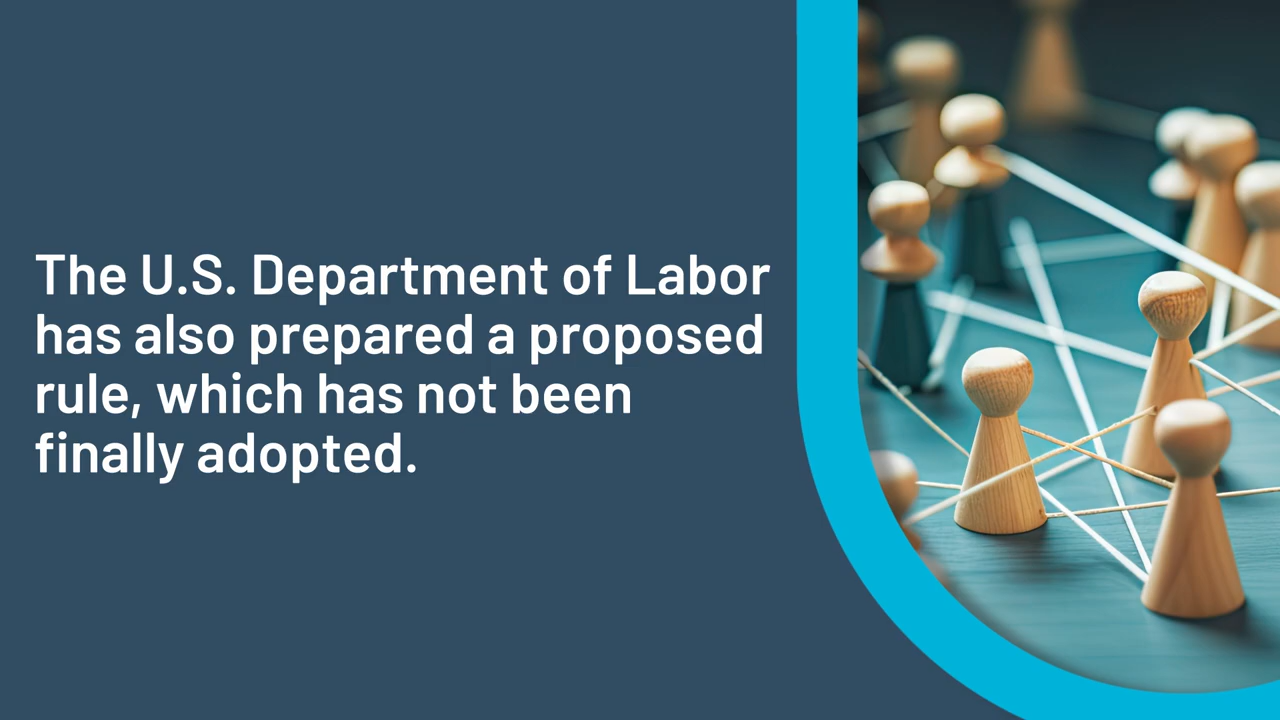 The U.S. Department of Labor
has also prepared a proposed
rule, which has not been
finally adopted.